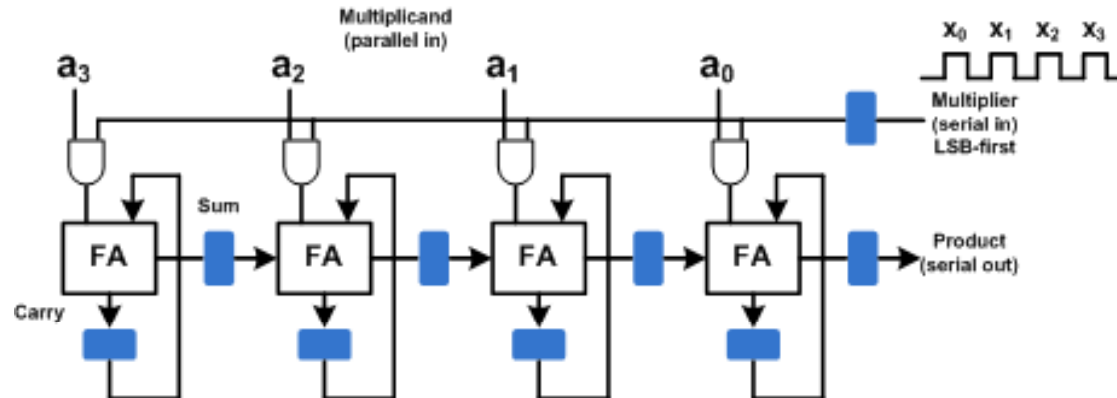 Multiplicand
(parallel in)
x₀ x₁ x₂ x₃
a₃ a₂ a₁ a₀
Multiplier
(serial in)
LSB-first
Sum
FA FA FA FA
Product
(serial out)
Carry